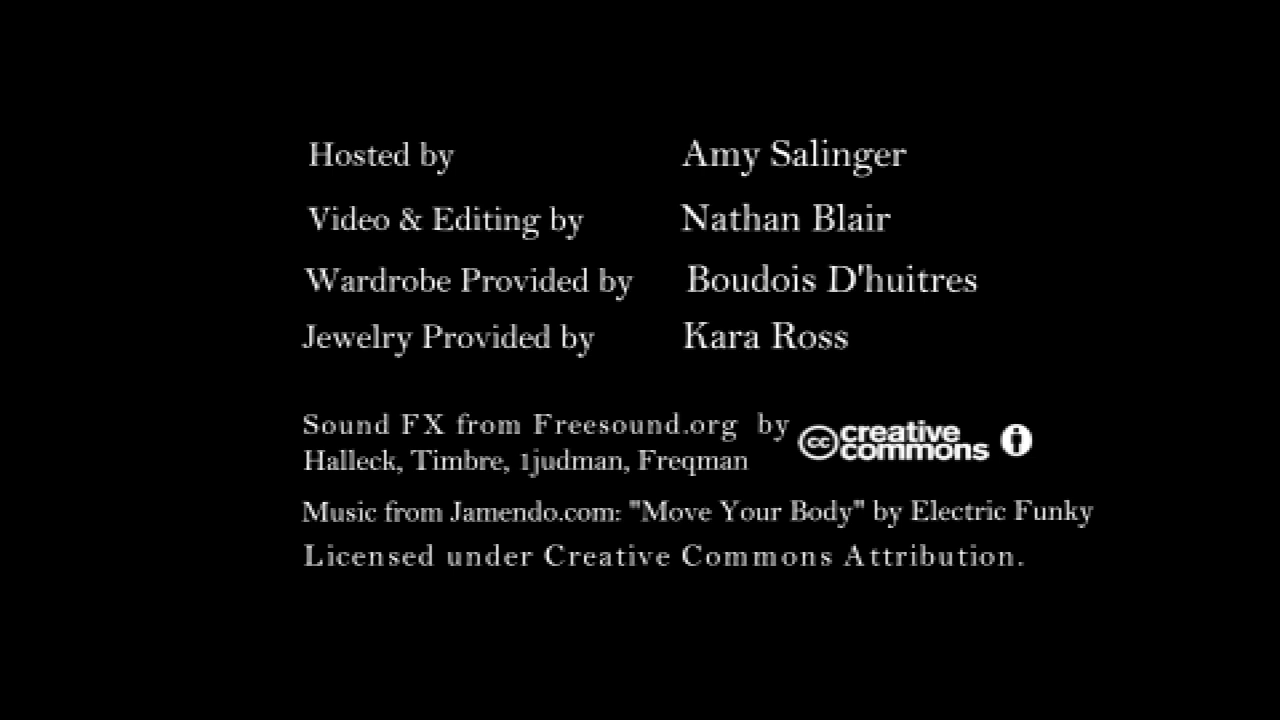 Hosted by Amy Salinger
Video & Editing by Nathan Blair
Wardrobe Provided by Boudois D'huitres
Jewelry Provided by Kara Ross
Sound FX from Freesound.org by
cc creative commons
Halleck, Timbre, 1judman, Freqman
Music from Jamendo.com: "Move Your Body" by Electric Funky
Licensed under Creative Commons Attribution.